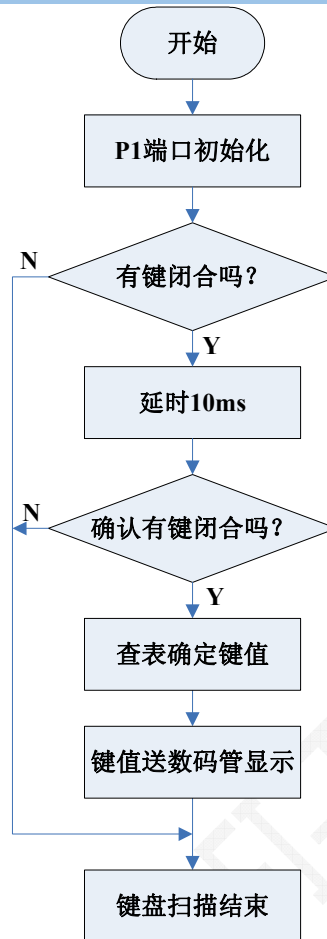 开始
P1端口初始化
N
有键闭合吗？
Y
延时10ms
N
确认有键闭合吗？
Y
查表确定键值
键值送数码管显示
键盘扫描结束